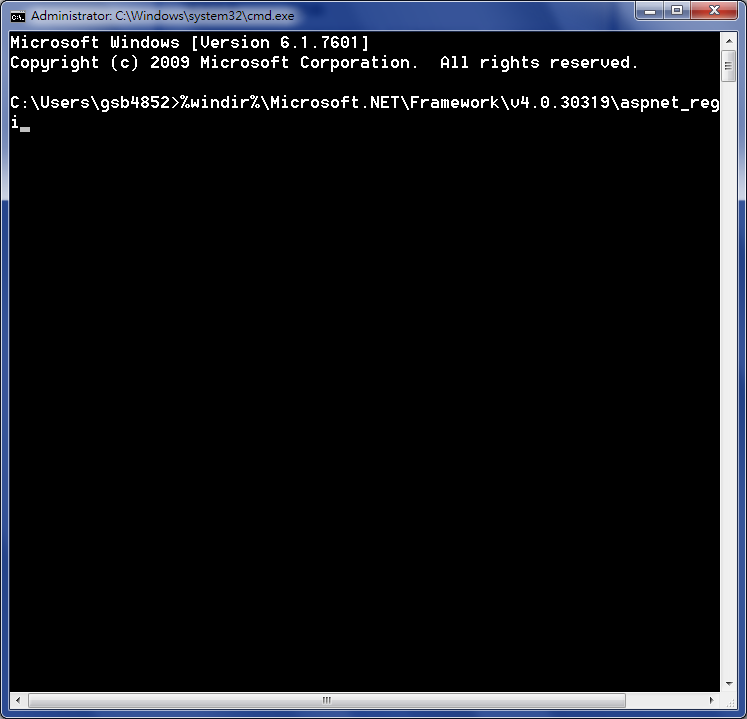 Administrator: C:\Windows\system32\cmd.exe
Microsoft Windows [Version 6.1.7601]
Copyright (c) 2009 Microsoft Corporation.  All rights reserved.
C:\Users\gsb4852>%windir%\Microsoft.NET\Framework\v4.0.30319\aspnet_reg
i_